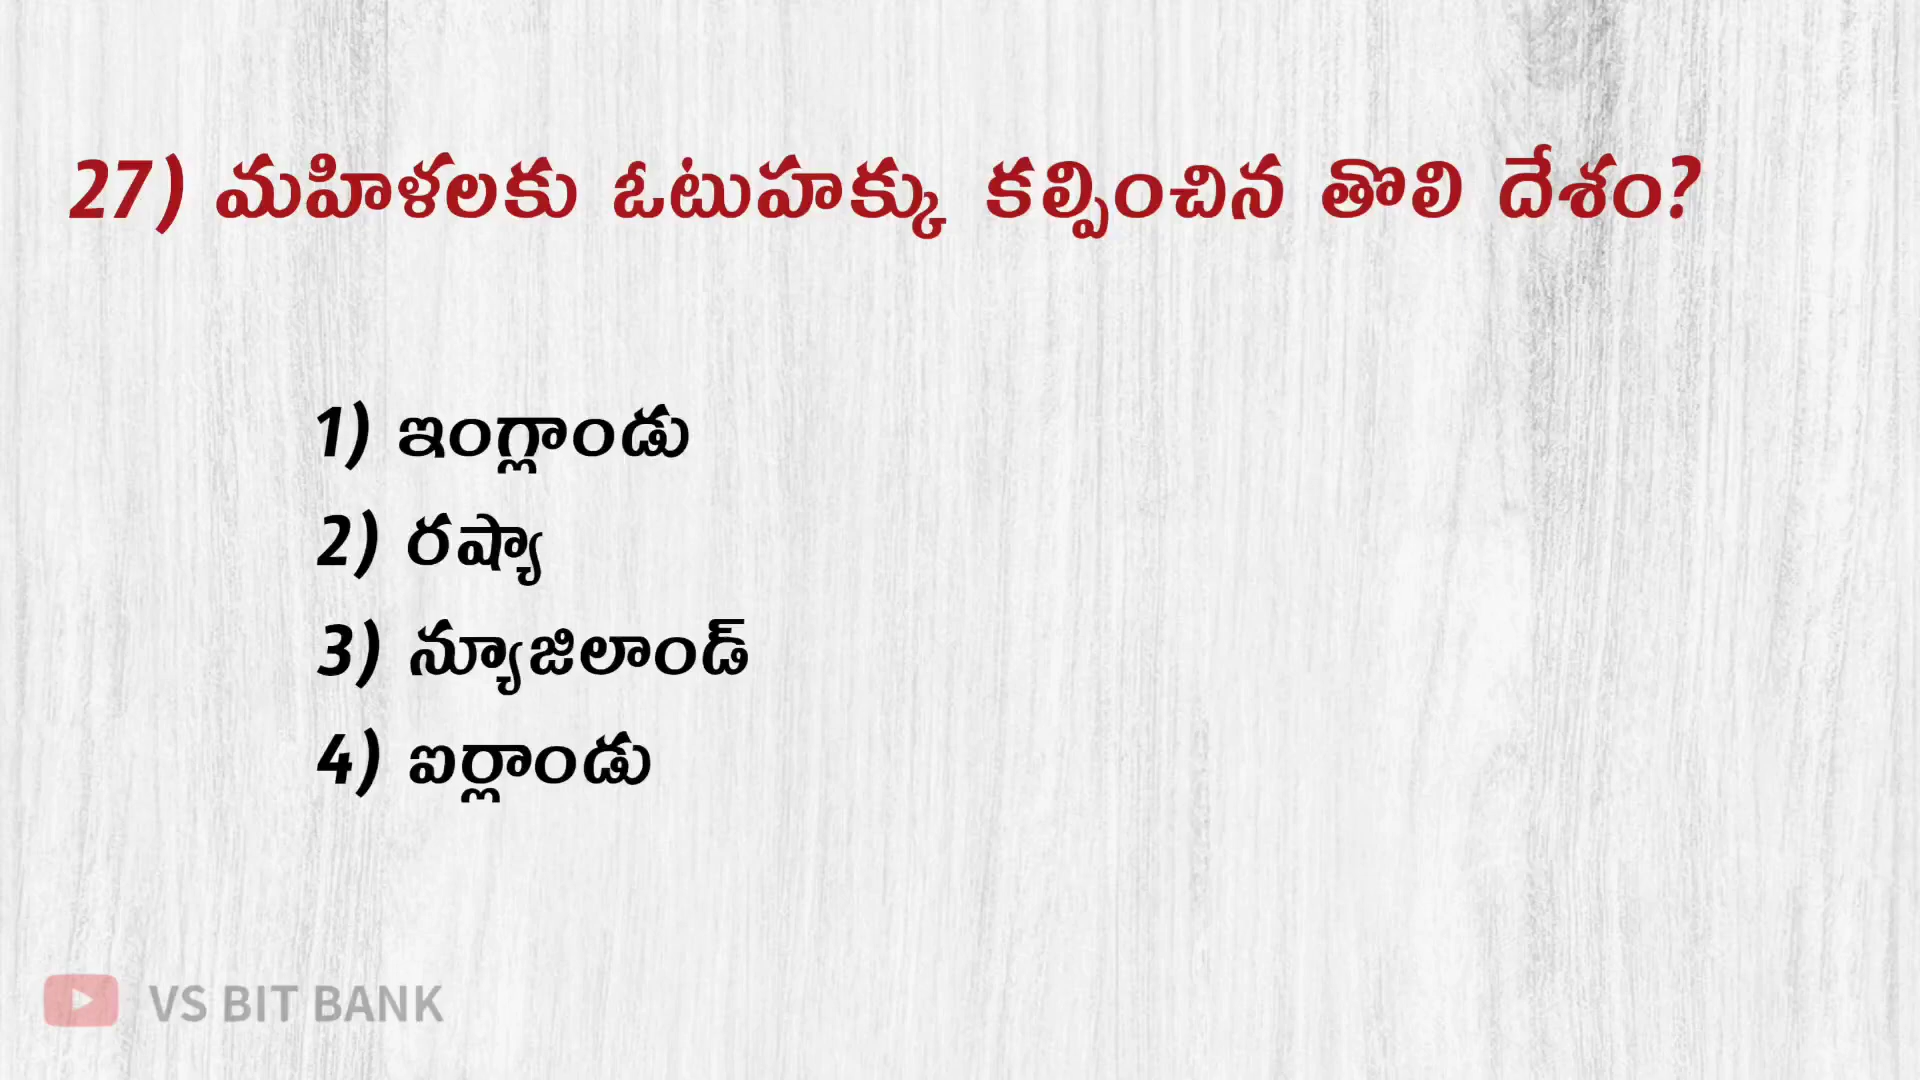 27) మహిళలకు ఓటుహక్కు కల్పించిన తొలి దేశం?
1) ఇంగ్లాండు
2) రష్యా
3) న్యూజిలాండ్
4) ఐర్లాండు
VS BIT BANK